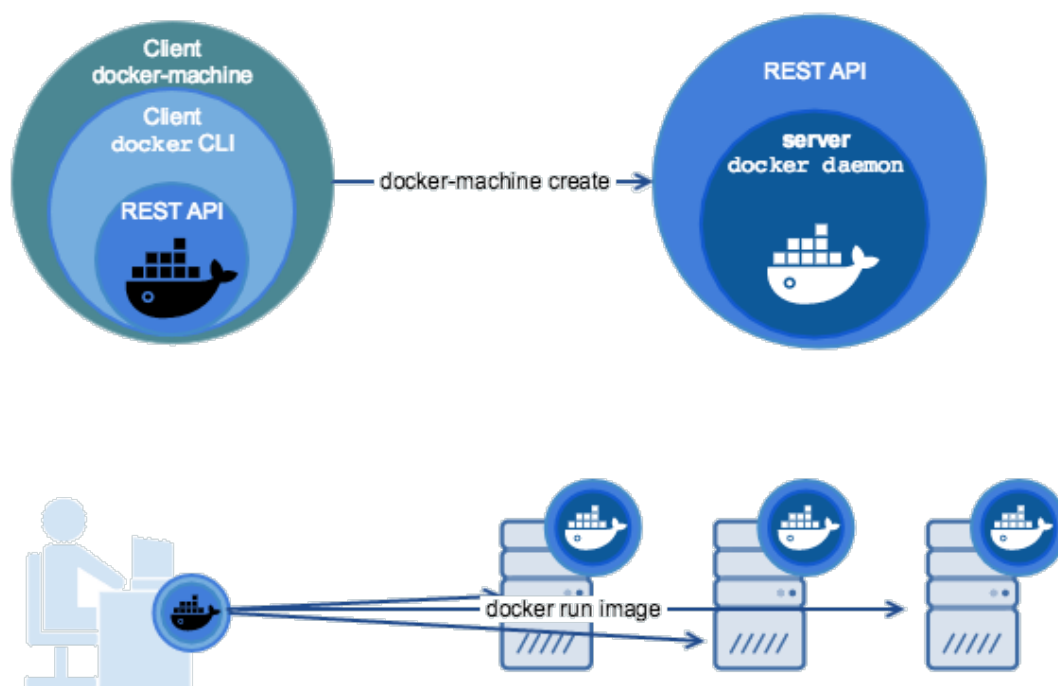 Client
docker-machine
Client
docker CLI
REST API
docker-machine create
REST API
server
docker daemon
docker run image